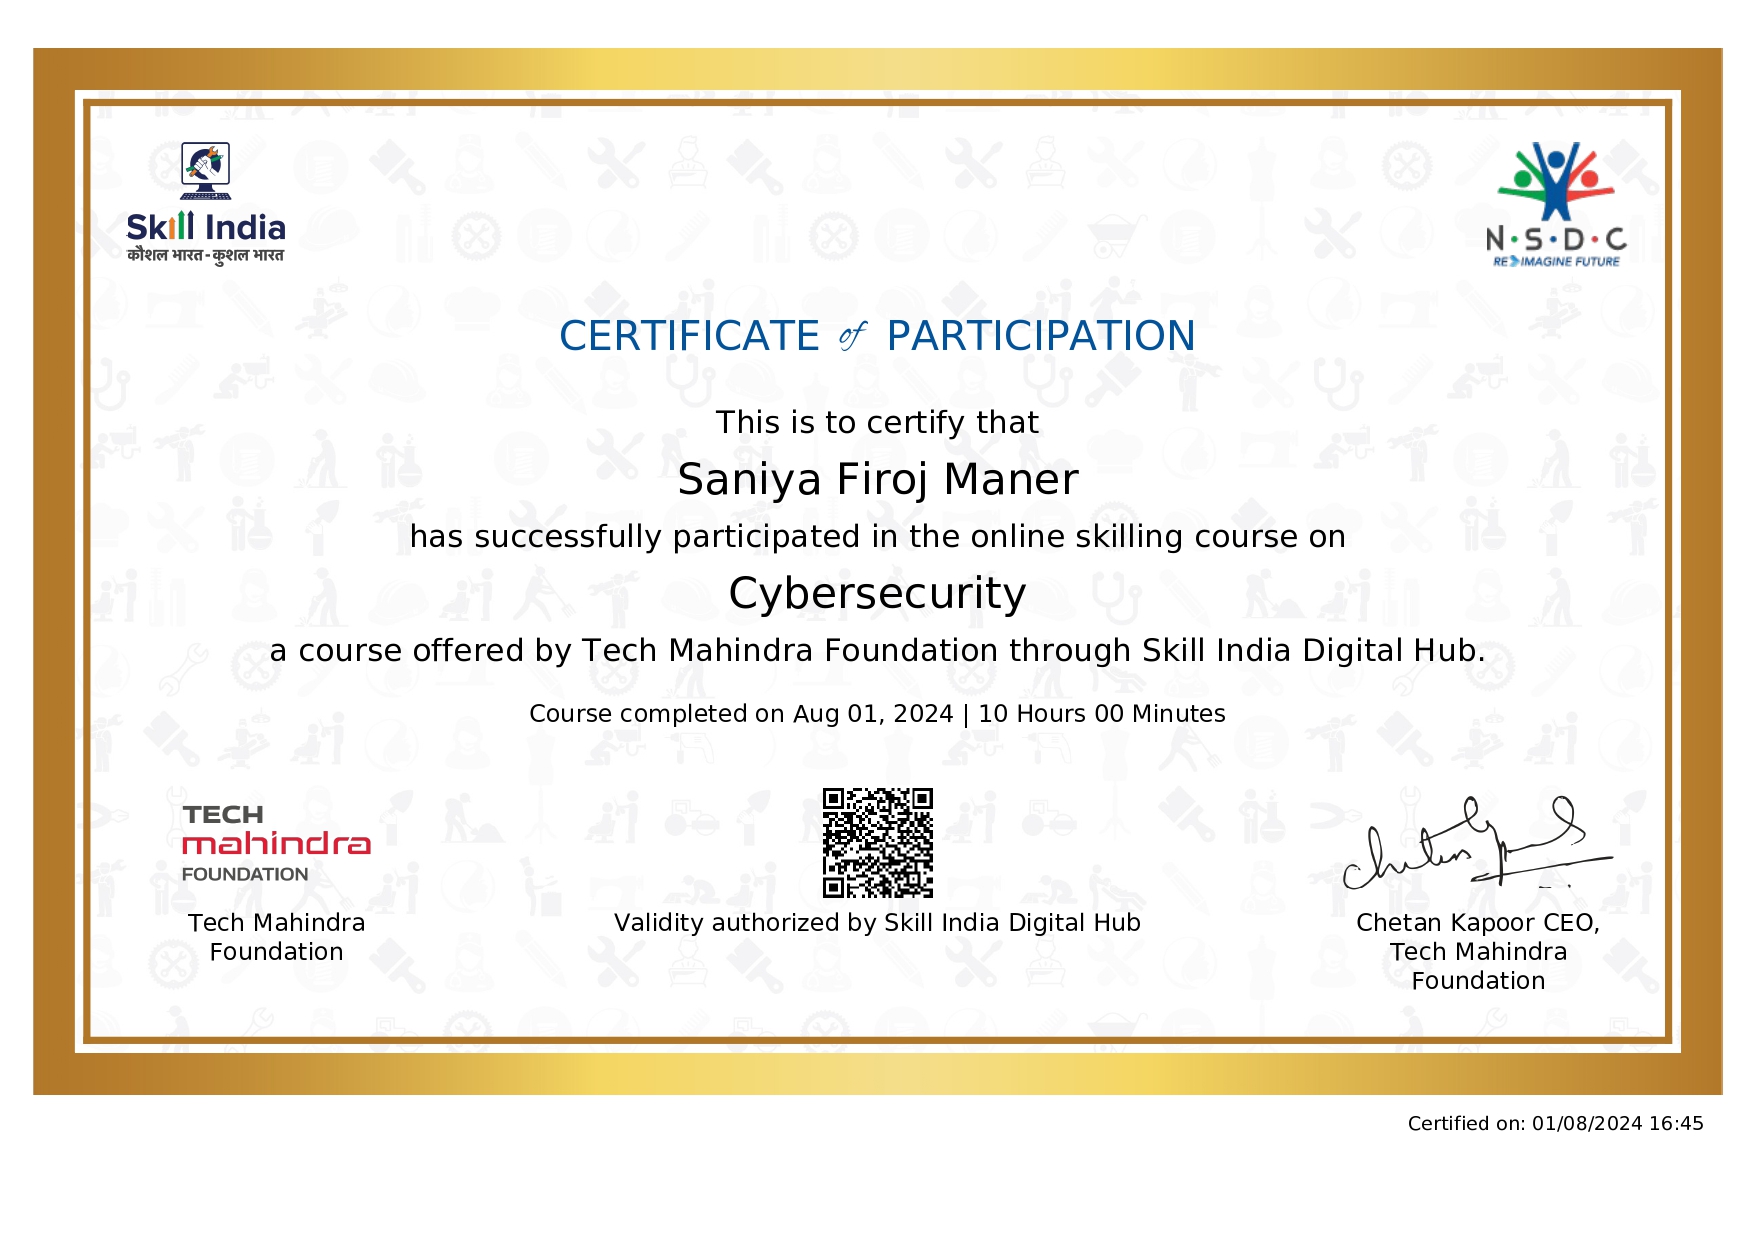 Skill India
कौशल भारत-कुशल भारत
N·S·D·C
RE IMAGINE FUTURE
CERTIFICATE of PARTICIPATION
This is to certify that
Saniya Firoj Maner
has successfully participated in the online skilling course on
Cybersecurity
a course offered by Tech Mahindra Foundation through Skill India Digital Hub.
Course completed on Aug 01, 2024 | 10 Hours 00 Minutes
TECH
mahindra
FOUNDATION
Tech Mahindra
Foundation
Validity authorized by Skill India Digital Hub
Chetan Kapoor CEO,
Tech Mahindra
Foundation
Certified on: 01/08/2024 16:45